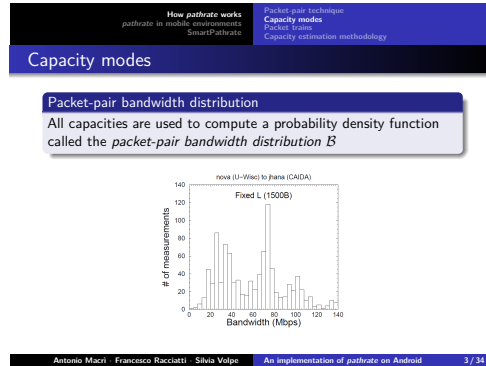 How pathrate works
pathrate in mobile environments
SmartPathrate
Packet-pair technique
Capacity modes
Packet trains
Capacity estimation methodology
Capacity modes
Packet-pair bandwidth distribution
All capacities are used to compute a probability density function
called the packet-pair bandwidth distribution B
nova (U-Wisc) to jhana (CAIDA)
Fixed L (1500B)
# of measurements
140
120
100
80
60
40
20
0
0 20 40 60 80 100 120 140
Bandwidth (Mbps)
Antonio Macrì - Francesco Racciatti - Silvia Volpe
An implementation of pathrate on Android
3 / 34